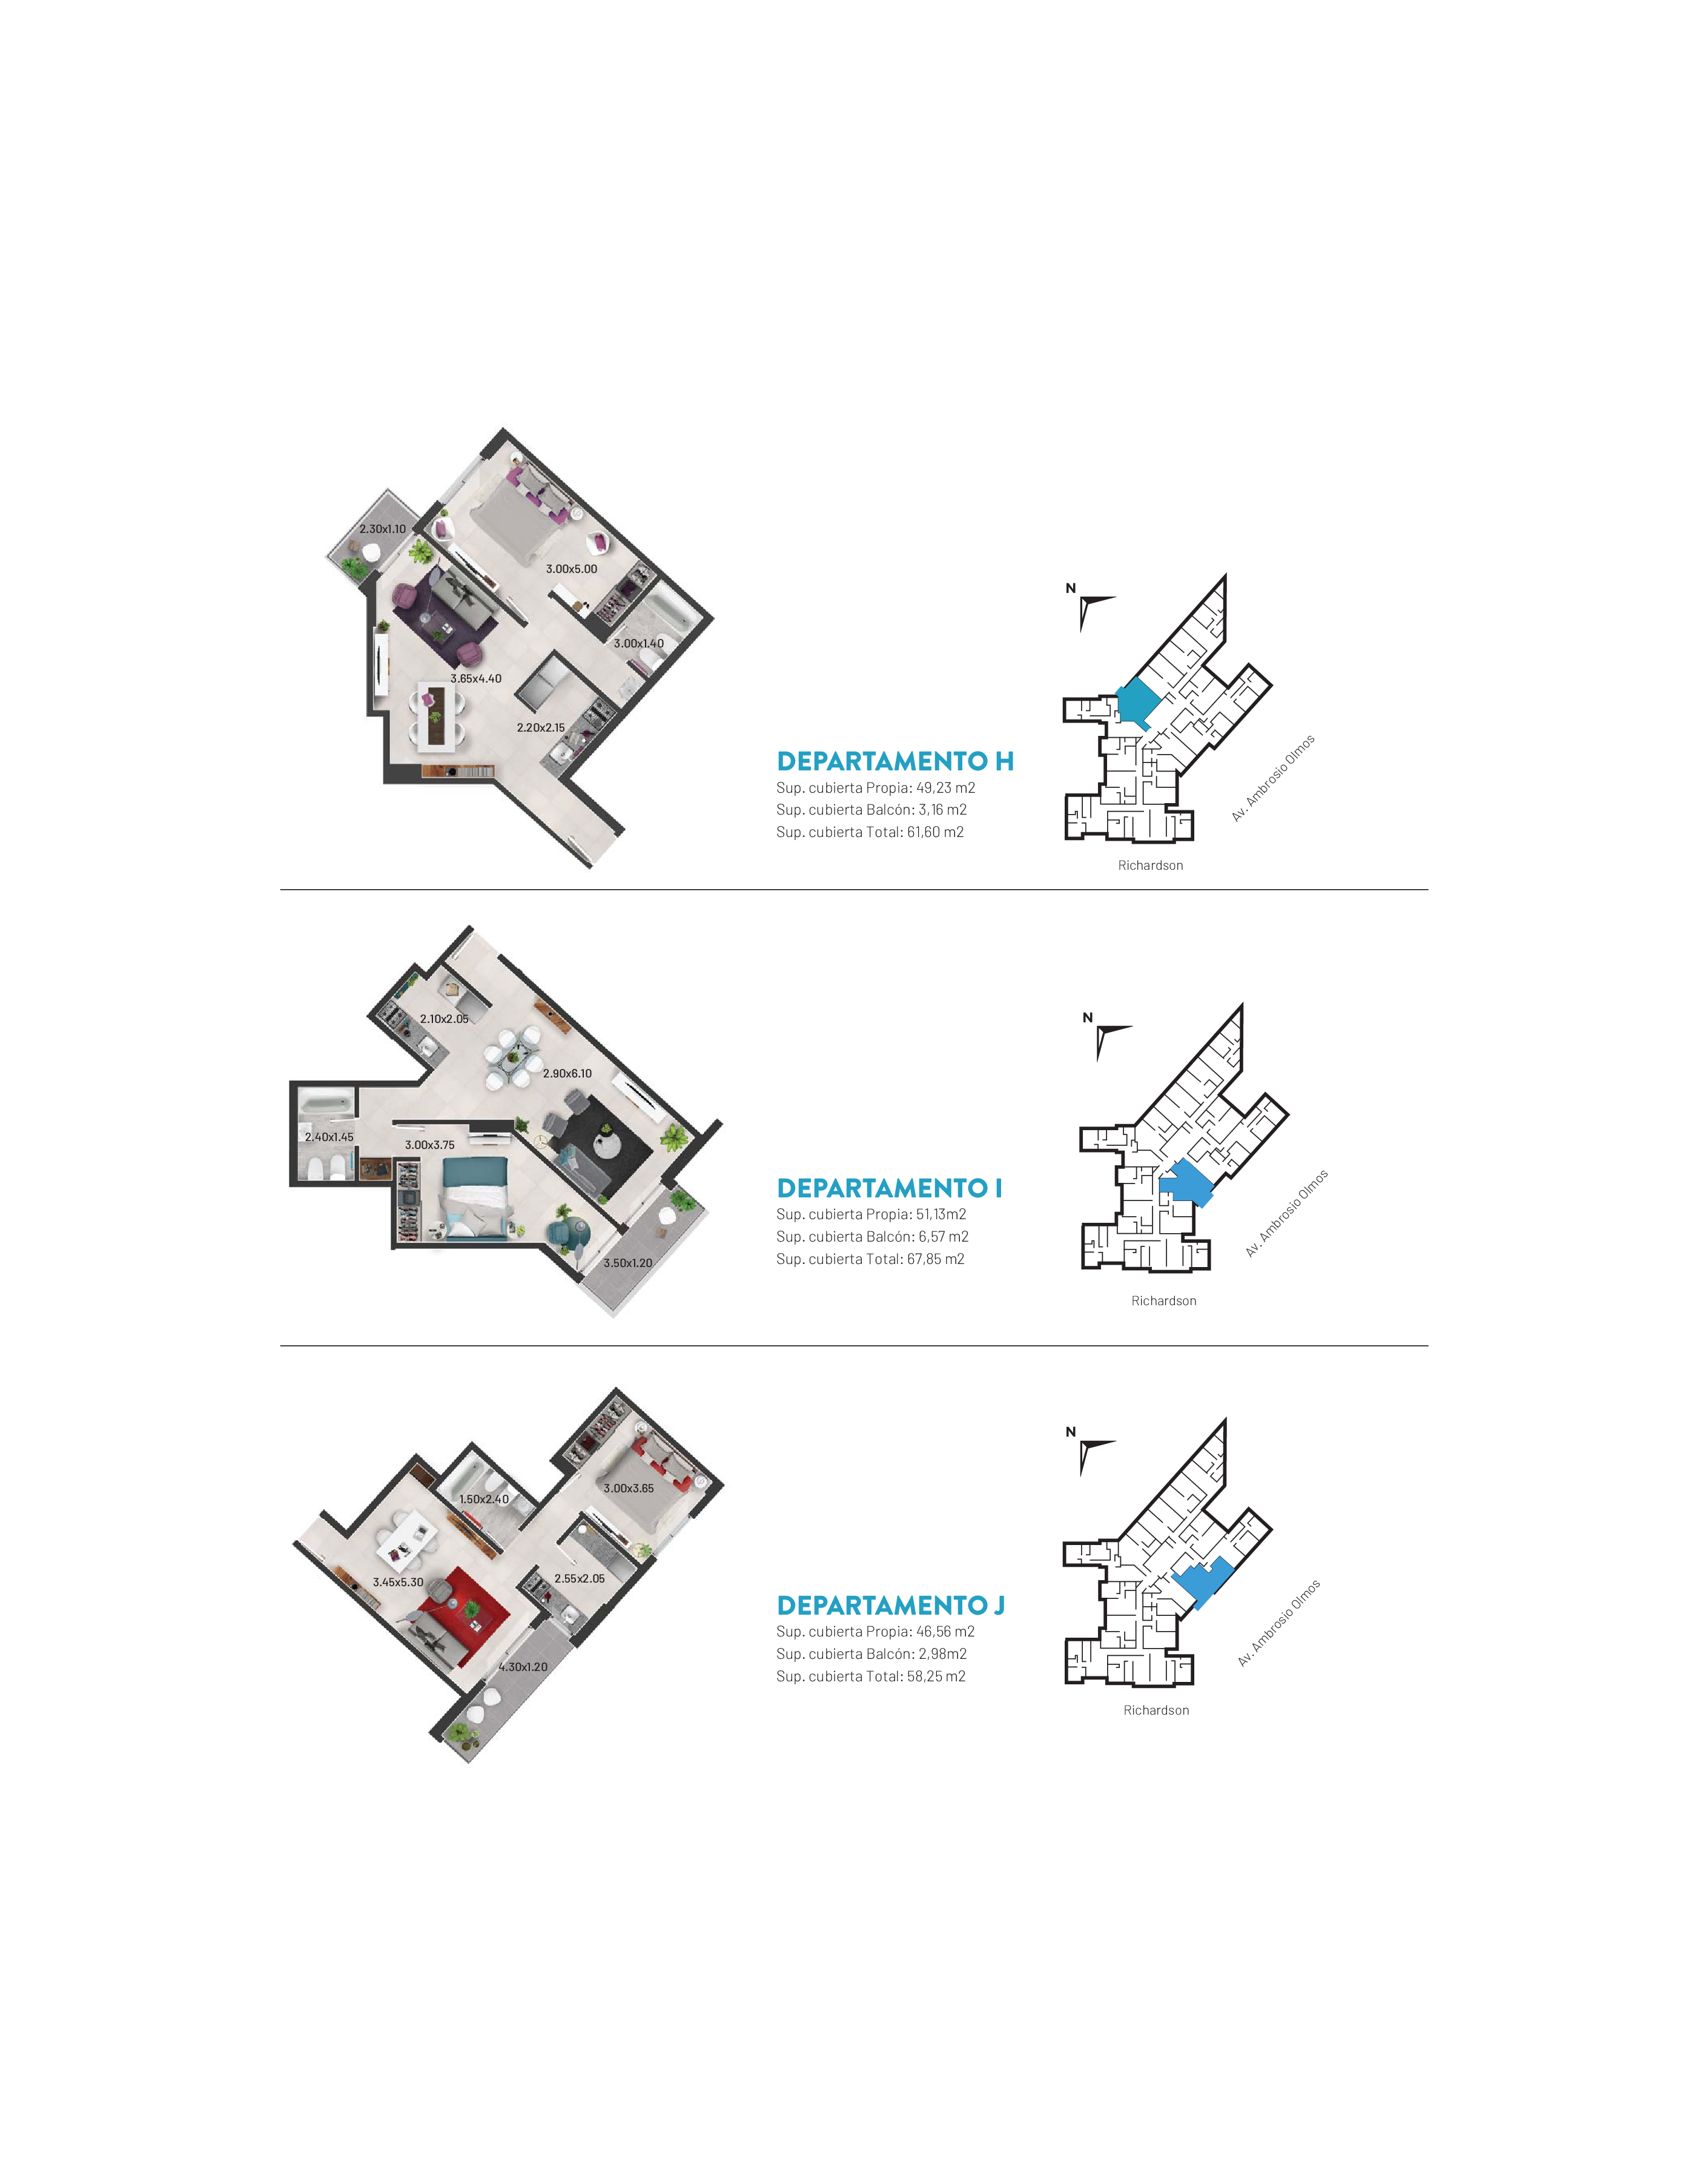 2.30x1.10
3.00x5.00
3.00x1.40
3.65x4.40
2.20x2.15
DEPARTAMENTO H
Sup. cubierta Propia: 49,23 m2
Sup. cubierta Balcón: 3,16 m2
Sup. cubierta Total: 61,60 m2
N
Av. Ambrosio Olmos
Richardson
2.10x2.05
2.90x6.10
2.40x1.45
3.00x3.75
3.50x1.20
DEPARTAMENTO I
Sup. cubierta Propia: 51,13m2
Sup. cubierta Balcón: 6,57 m2
Sup. cubierta Total: 67,85 m2
N
Av. Ambrosio Olmos
Richardson
3.00x3.65
1.50x2.40
3.45x5.30
2.55x2.05
4.30x1.20
DEPARTAMENTO J
Sup. cubierta Propia: 46,56 m2
Sup. cubierta Balcón: 2,98m2
Sup. cubierta Total: 58,25 m2
N
Av. Ambrosio Olmos
Richardson